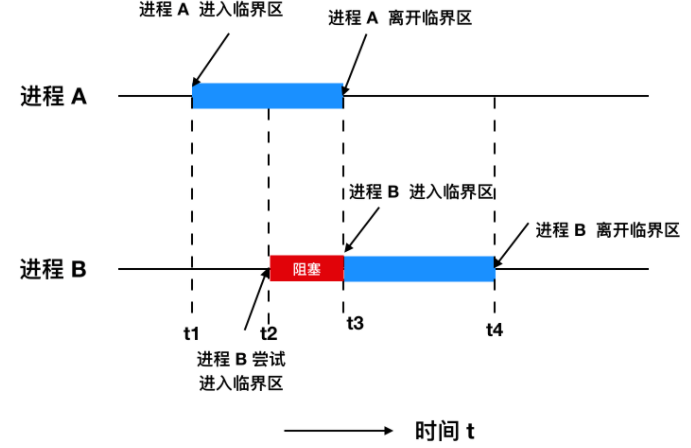 进程 A 进入临界区
进程 A 离开临界区
进程 A
进程 B 进入临界区
进程 B 离开临界区
进程 B
阻塞
t1
t2
t3
t4
进程 B 尝试
进入临界区
时间 t